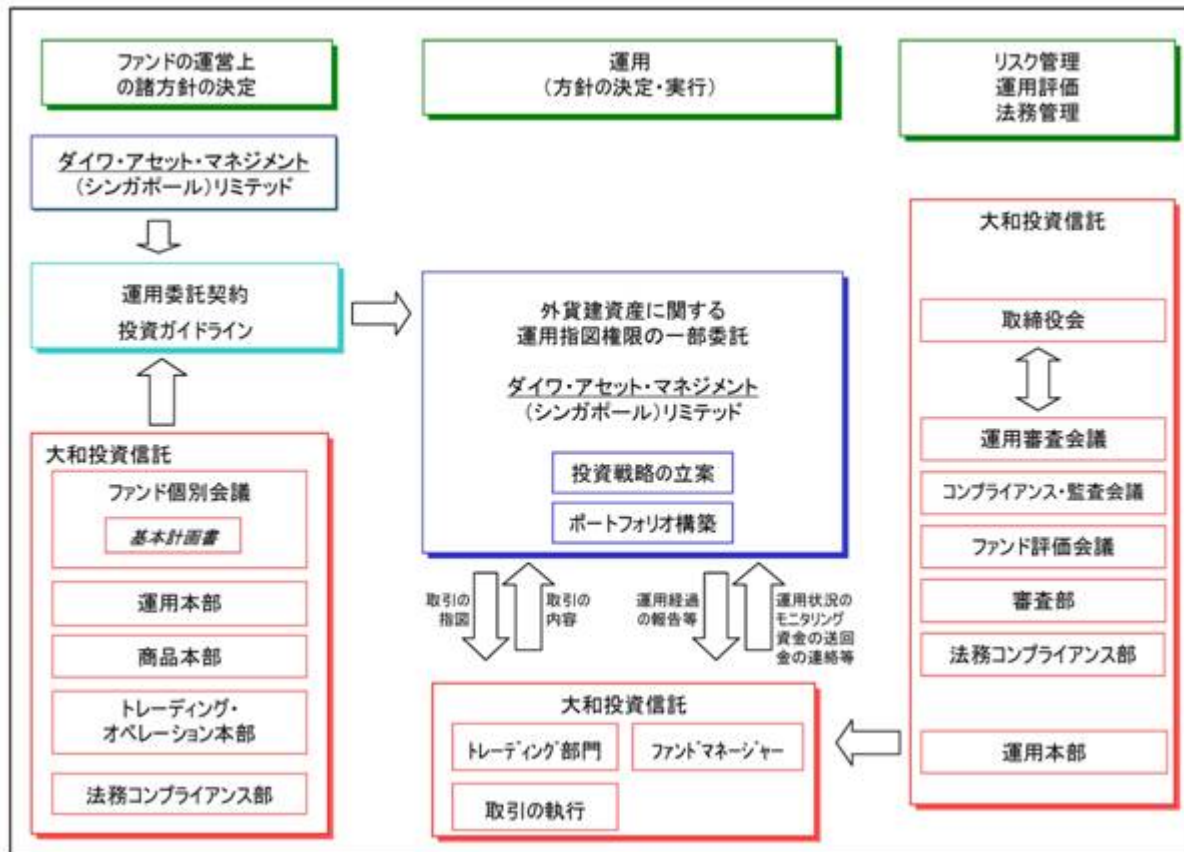 ファンドの運営上
の諸方針の決定
運用
(方針の決定・実行)
リスク管理
運用評価
法務管理
ダイワ・アセット・マネジメント
(シンガポール)リミテッド
運用委託契約
投資ガイドライン
大和投資信託
ファンド個別会議
基本計画書
運用本部
商品本部
トレーディング・
オペレーション本部
法務コンプライアンス部
外貨建資産に関する
運用指図権限の一部委託
ダイワ・アセット・マネジメント
(シンガポール)リミテッド
投資戦略の立案
ポートフォリオ構築
取引の
指図
取引の
内容
運用経過
の報告等
運用状況の
モニタリング
資金の送回
金の連絡等
大和投資信託
トレーディング部門
ファンドマネージャー
取引の執行
大和投資信託
取締役会
運用審査会議
コンプライアンス・監査会議
ファンド評価会議
審査部
法務コンプライアンス部
運用本部